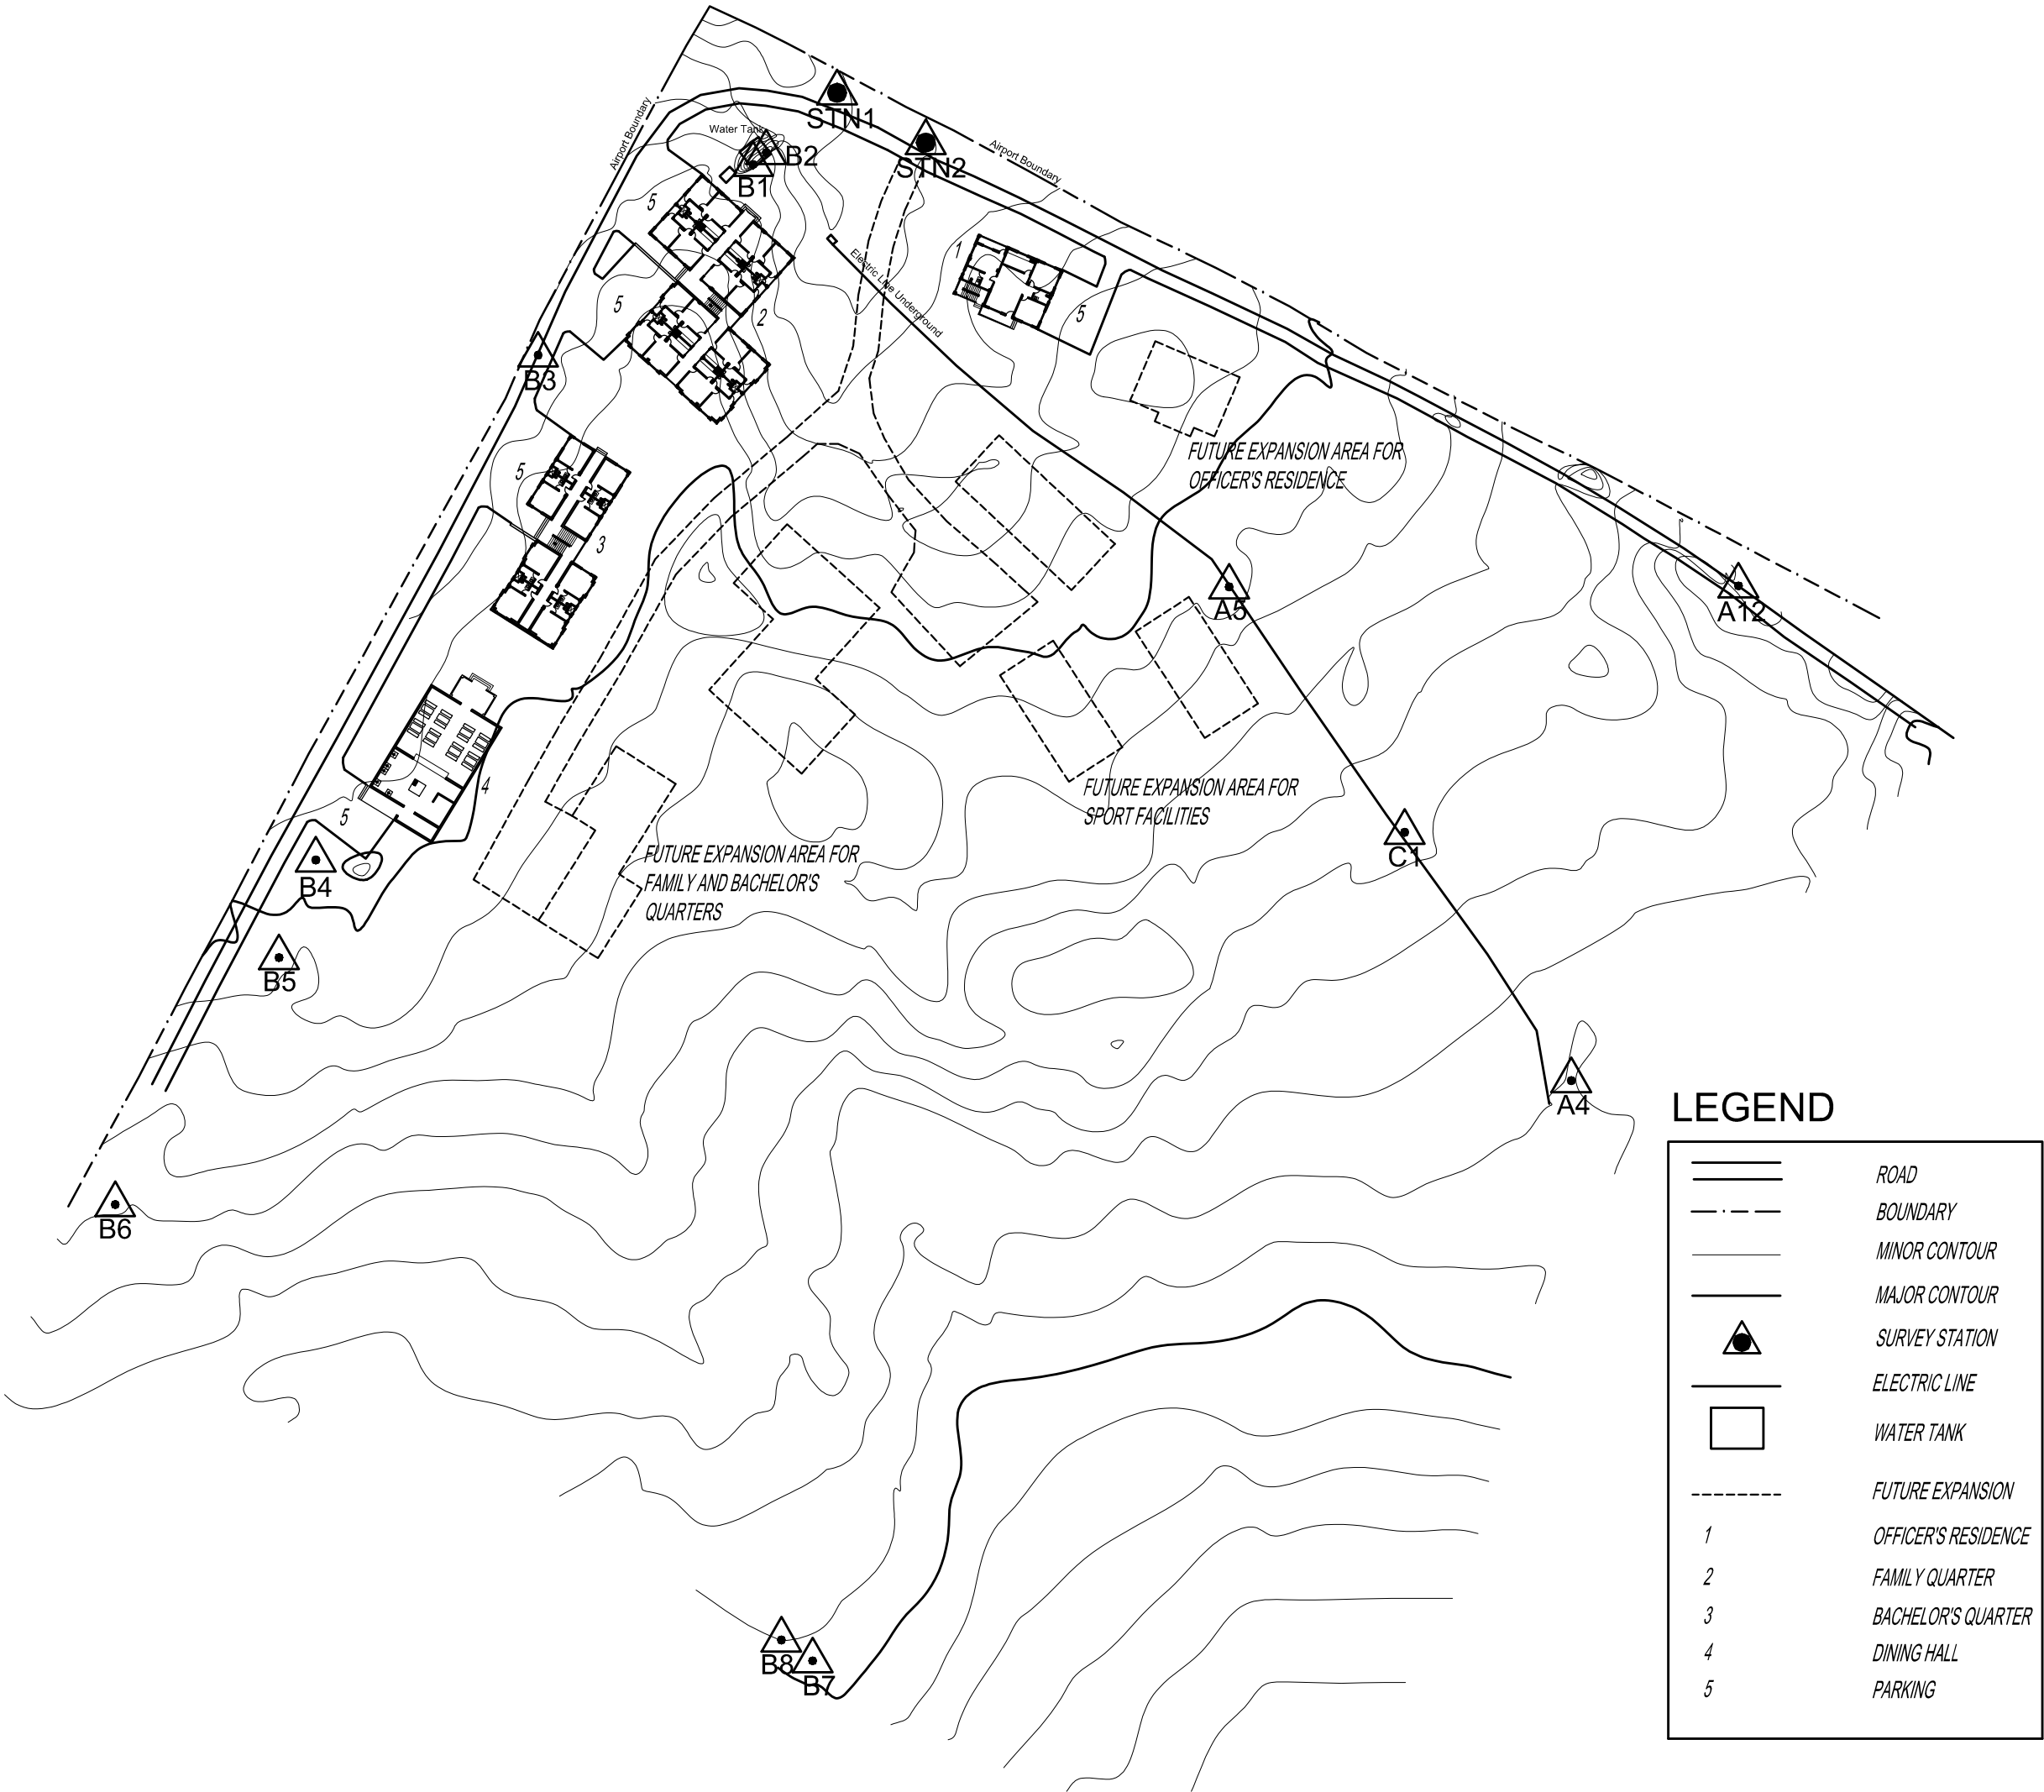 STN1
Airport Boundary
Water Tank
B2
B1
STN2
Airport Boundary
5
1
Electric Line Underground
5
2
5
B3
FUTURE EXPANSION AREA FOR
OFFICER'S RESIDENCE
5
3
A5
A12
4
5
FUTURE EXPANSION AREA FOR
SPORT FACILITIES
C1
FUTURE EXPANSION AREA FOR
FAMILY AND BACHELOR'S
QUARTERS
B4
B5
A4
B6
B8
B7
LEGEND
ROAD
BOUNDARY
MINOR CONTOUR
MAJOR CONTOUR
SURVEY STATION
ELECTRIC LINE
WATER TANK
FUTURE EXPANSION
1 OFFICER'S RESIDENCE
2 FAMILY QUARTER
3 BACHELOR'S QUARTER
4 DINING HALL
5 PARKING